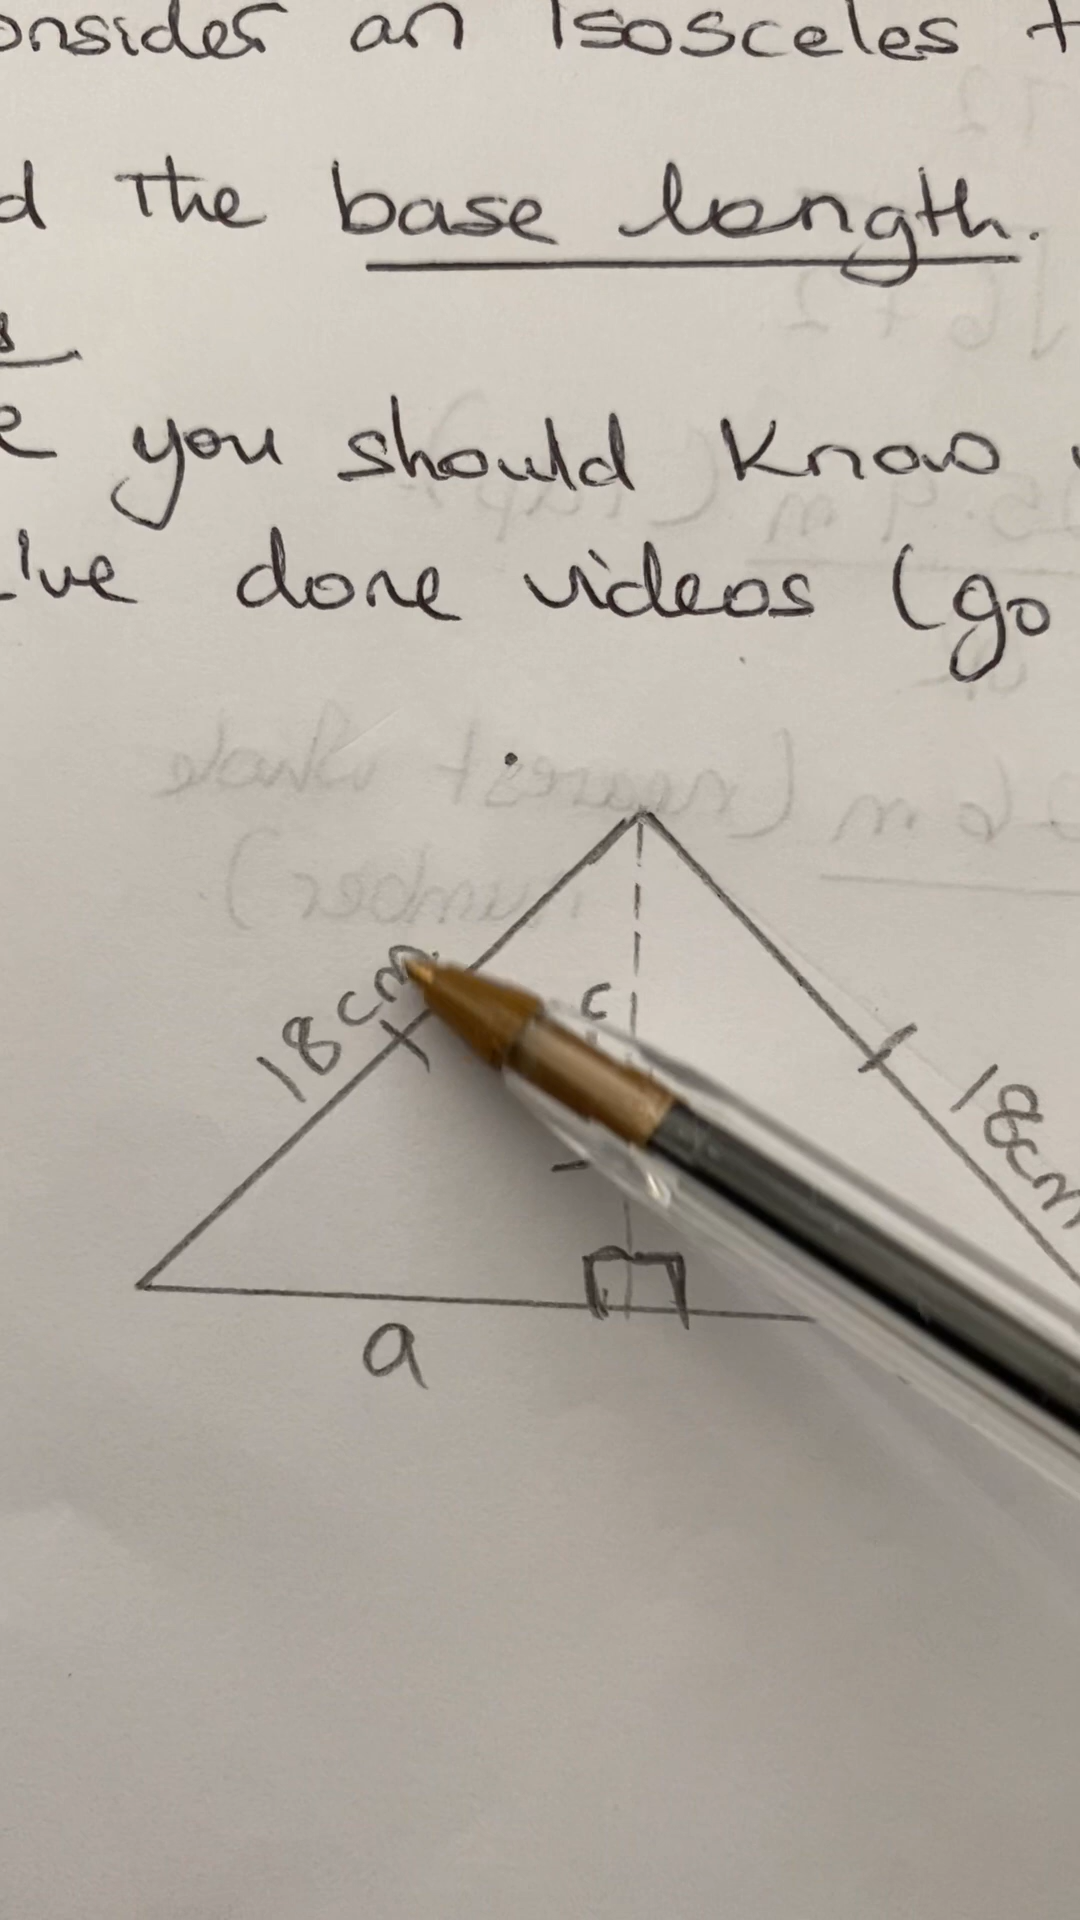 onsider an Isosceles
d The base length.
you should know
I've done videos (go
18cm
18cm
a